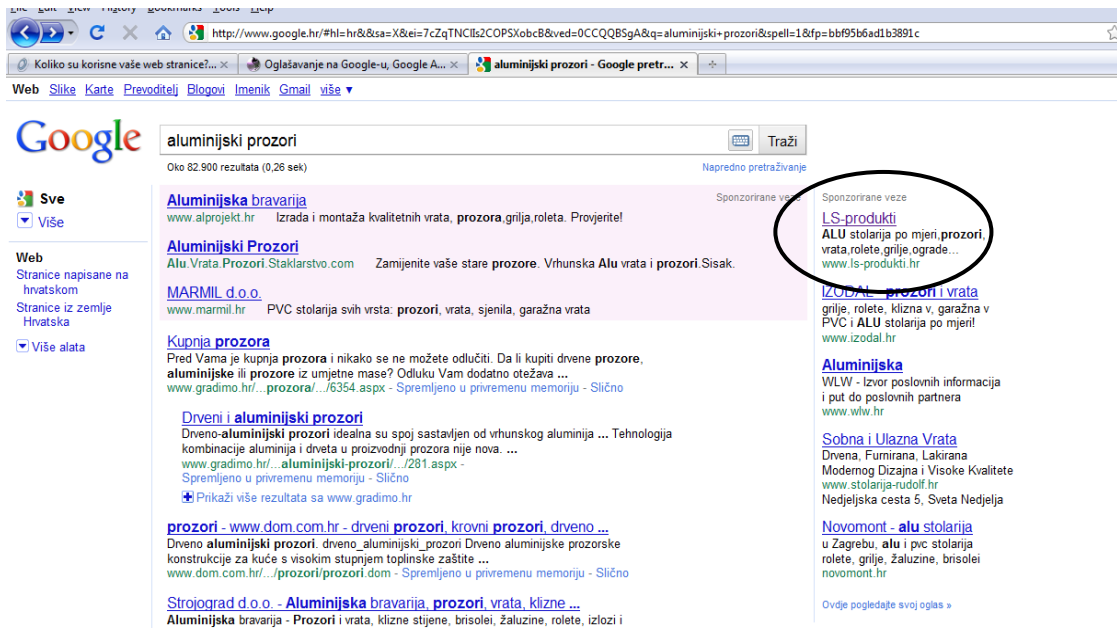 File Edit View History Bookmarks Tools Help
http://www.google.hr/#hl=hr&&sa=X&ei=7cZqTNCIIs2COPSXobcB&ved=0CCQQBSgA&q=aluminijski+prozori&spell=1&fp=bbf95b6ad1b3891c
Koliko su korisne vaše web stranice?... Oglašavanje na Google-u, Google A... aluminijski prozori - Google pretr...
Web Slike Karte Prevoditelj Blogovi Imenik Gmail više ▼
Google
aluminijski prozori
Traži
Oko 82.900 rezultata (0,26 sek)
Napredno pretraživanje
Sve
Više
Web
Stranice napisane na
hrvatskom
Stranice iz zemlje
Hrvatska
Više alata
Sponzorirane veze
Aluminijska bravarija
www.alprojekt.hr Izrada i montaža kvalitetnih vrata, prozora,grilja,roleta. Provjerite!
Aluminijski Prozori
Alu.Vrata.Prozori.Staklarstvo.com Zamijenite vaše stare prozore. Vrhunska Alu vrata i prozori.Sisak.
MARMIL d.o.o.
www.marmil.hr PVC stolarija svih vrsta: prozori, vrata, sjenila, garažna vrata
Kupnja prozora
Pred Vama je kupnja prozora i nikako se ne možete odlučiti. Da li kupiti drvene prozore,
aluminijske ili prozore iz umjetne mase? Odluku Vam dodatno otežava ...
www.gradimo.hr/...prozora/.../6354.aspx - Spremljeno u privremenu memoriju - Slično
Drveni i aluminijski prozori
Drveno-aluminijski prozori idealna su spoj sastavljen od vrhunskog aluminija ... Tehnologija
kombinacije aluminija i drveta u proizvodnji prozora nije nova. ...
www.gradimo.hr/...aluminijski-prozori/.../281.aspx -
Spremljeno u privremenu memoriju - Slično
Prikaži više rezultata sa www.gradimo.hr
prozori - www.dom.com.hr - drveni prozori, krovni prozori, drveno ...
Drveno aluminijski prozori. drveno_aluminijski_prozori Drveno aluminijske prozorske
konstrukcije za kuće s visokim stupnjem toplinske zaštite ...
www.dom.com.hr/.../prozori/prozori.dom - Spremljeno u privremenu memoriju - Slično
Strojograd d.o.o. - Aluminijska bravarija, prozori, vrata, klizne ...
Aluminijska bravarija - Prozori i vrata, klizne stijene, brisolei, žaluzine, rolete, izlozi i
Sponzorirane veze
LS-produkti
ALU stolarija po mjeri,prozori,
vrata,rolete,grilje,ograde...
www.ls-produkti.hr
IZODAL - prozori i vrata
grilje, rolete, klizna v, garažna v
PVC i ALU stolarija po mjeri!
www.izodal.hr
Aluminijska
WLW - Izvor poslovnih informacija
i put do poslovnih partnera
www.wlw.hr
Sobna i Ulazna Vrata
Drvena, Furnirana, Lakirana
Modernog Dizajna i Visoke Kvalitete
www.stolarija-rudolf.hr
Nedjeljska cesta 5, Sveta Nedjelja
Novomont - alu stolarija
u Zagrebu, alu i pvc stolarija
rolete, grilje, žaluzine, brisolei
novomont.hr
Ovdje pogledajte svoj oglas »